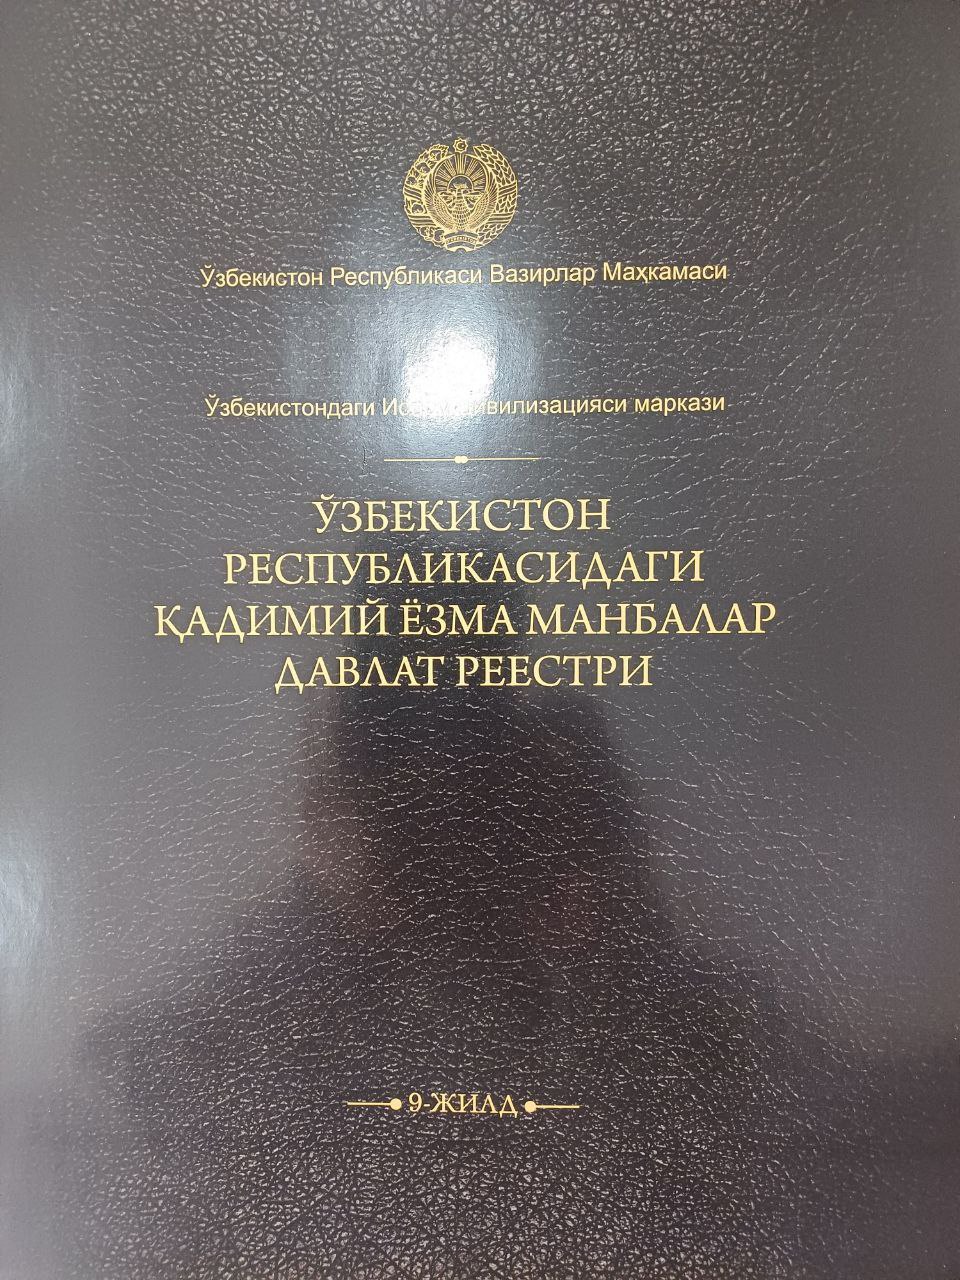 Ўзбекистон Республикаси Вазирлар Маҳкамаси
Ўзбекистондаги маркази
ЎЗБЕКИСТОН
РЕСПУБЛИКАСИДАГИ
ҚАДИМИЙ ЁЗМА МАНБАЛАР
ДАВЛАТ РЕЕСТРИ
9-ЖИЛД